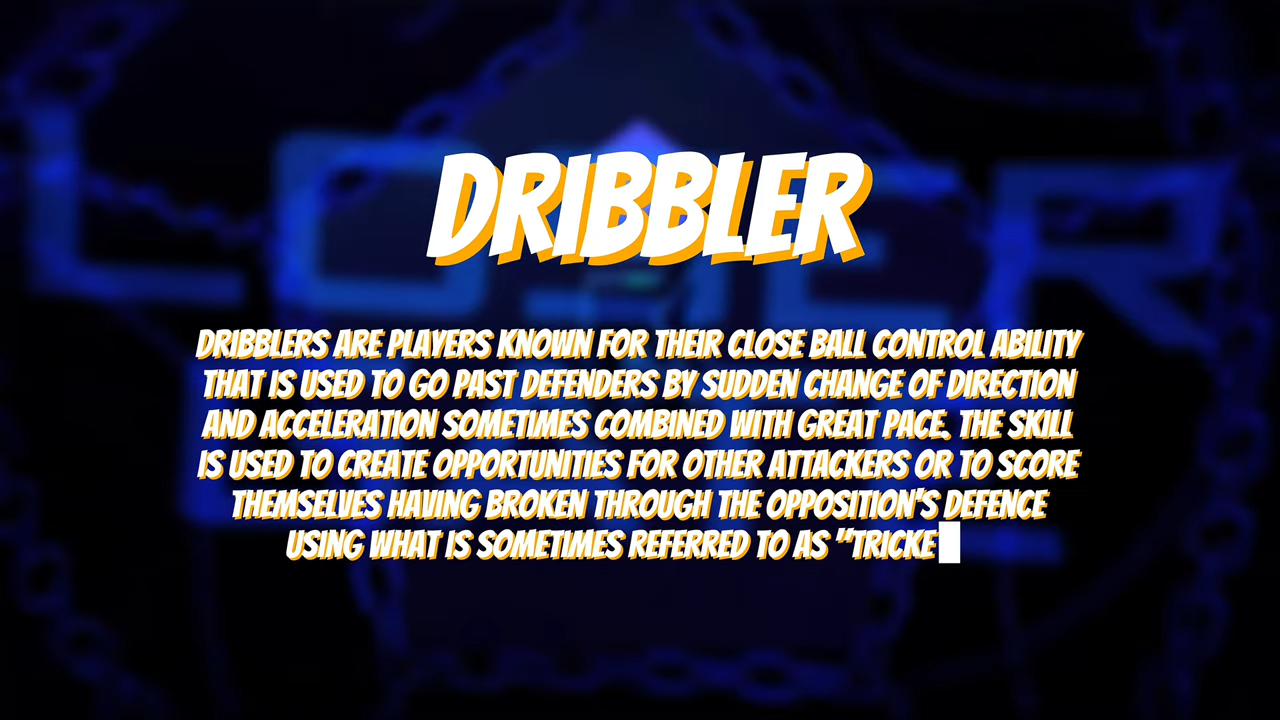 DRIBBLER
DRIBBLERS ARE PLAYERS KNOWN FOR THEIR CLOSE BALL CONTROL ABILITY
THAT IS USED TO GO PAST DEFENDERS BY SUDDEN CHANGE OF DIRECTION
AND ACCELERATION SOMETIMES COMBINED WITH GREAT PACE. THE SKILL
IS USED TO CREATE OPPORTUNITIES FOR OTHER ATTACKERS OR TO SCORE
THEMSELVES HAVING BROKEN THROUGH THE OPPOSITION'S DEFENCE
USING WHAT IS SOMETIMES REFERRED TO AS "TRICKE